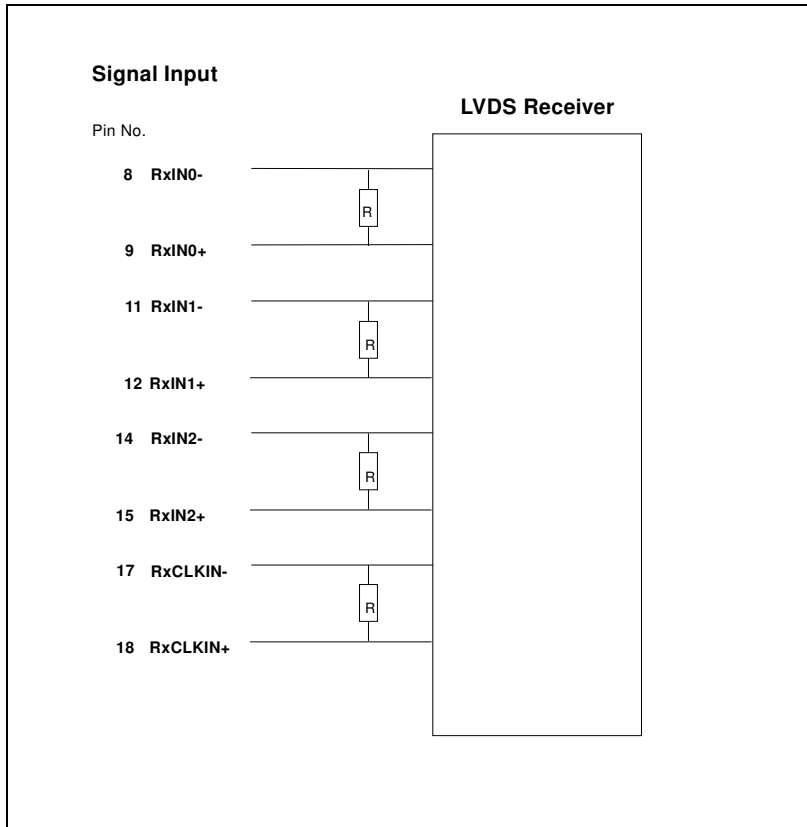 Signal Input
LVDS Receiver
Pin No.
8 RxIN0-
R
9 RxIN0+
11 RxIN1-
R
12 RxIN1+
14 RxIN2-
R
15 RxIN2+
17 RxCLKIN-
R
18 RxCLKIN+